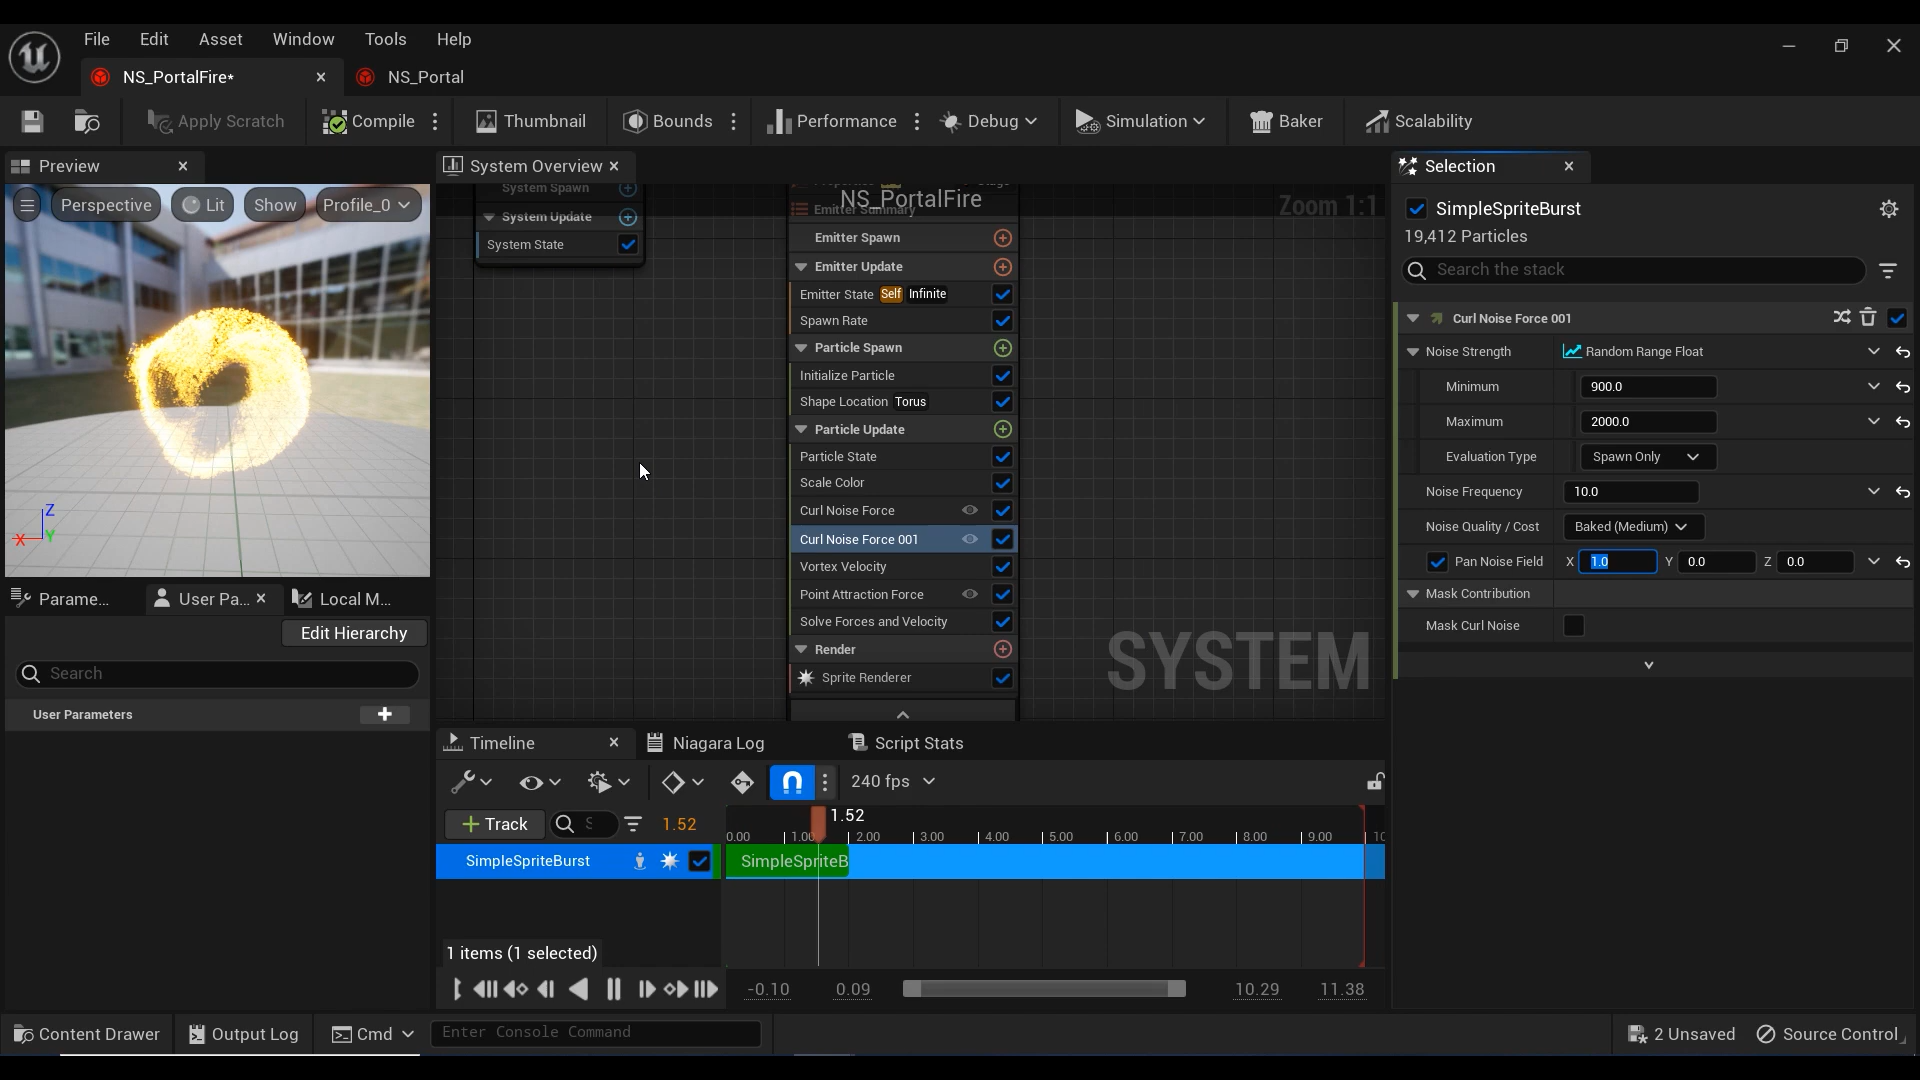 File Edit Asset Window Tools Help
NS_PortalFire* NS_Portal
Apply Scratch Compile Thumbnail Bounds Performance Debug Simulation Baker Scalability
Preview System Overview Selection
Perspective Lit Show Profile_0
System Spawn
System Update
System State
NS_PortalFire
Zoom 1:1
Emitter Summary
Emitter Spawn
Emitter Update
Emitter State Self Infinite
Spawn Rate
Particle Spawn
Initialize Particle
Shape Location Torus
Particle Update
Particle State
Scale Color
Curl Noise Force
Curl Noise Force 001
Vortex Velocity
Point Attraction Force
Solve Forces and Velocity
Render
Sprite Renderer
SYSTEM
SimpleSpriteBurst
19,412 Particles
Search the stack
Curl Noise Force 001
Noise Strength Random Range Float
Minimum 900.0
Maximum 2000.0
Evaluation Type Spawn Only
Noise Frequency 10.0
Noise Quality / Cost Baked (Medium)
Pan Noise Field X 1.0 Y 0.0 Z 0.0
Mask Contribution
Mask Curl Noise
Z
X Y
Parame... User Pa... Local M...
Edit Hierarchy
Search
User Parameters
Timeline Niagara Log Script Stats
240 fps
Track S 1.52
1.52
0.00 1.00 2.00 3.00 4.00 5.00 6.00 7.00 8.00 9.00 10
SimpleSpriteBurst SimpleSpriteB
1 items (1 selected)
-0.10 0.09 10.29 11.38
Content Drawer Output Log Cmd Enter Console Command 2 Unsaved Source Control